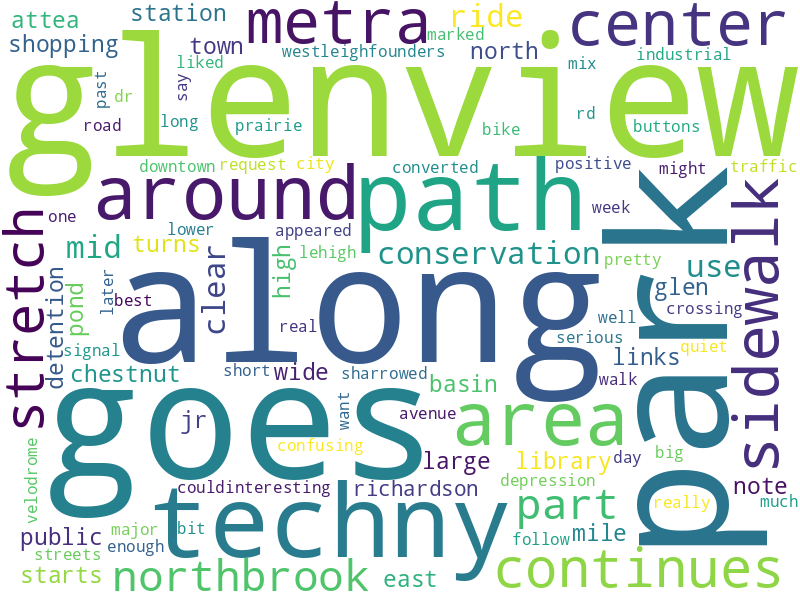 attea
station
metra
ride
center
shopping
town
westleighfounders
marked
north
industrial
glenview
past
dr
say
liked
mix
road
long
prairie
bike
rd
buttons
downtown
request
city
converted
positive
might
traffic
around
path
park
sidewalk
stretch
one
lower
appeared
week
mid
turns
high
lehigh
conservation
pretty
use
clear
detention
later
pond
best
along
real
glen
crossing
well
signal
serious
links
quiet
chestnut
short
wide
sharrowed
walk
basin
goes
jr
want
avenue
area
confusing
velodrome
large
library
day
big
couldinteresting
richardson
depression
note
techny
part
really
much
public
major
bit
enough
follow
mile
streets
starts
northbrook
east
continues